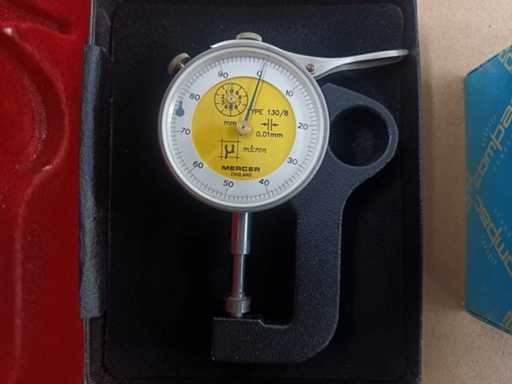 0
10
20
30
40
50
60
70
80
90
mm
TYPE 130/8
0.01mm
μ micron
MERCER
ENGLAND
compac